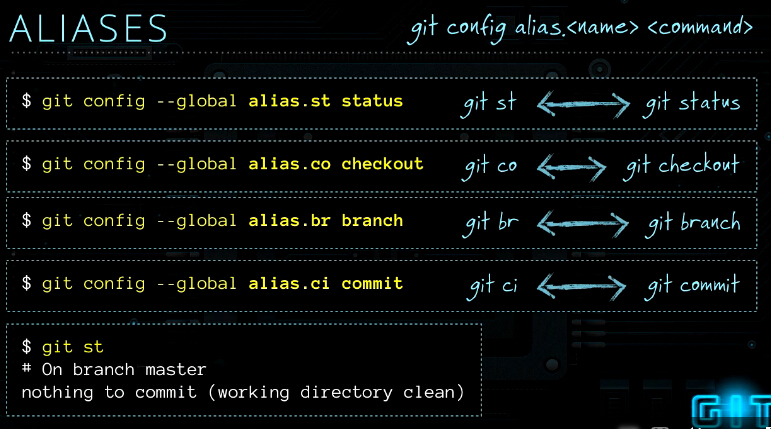 ALIASES git config alias.<name> <command>
$ git config --global alias.st status git st git status
$ git config --global alias.co checkout git co git checkout
$ git config --global alias.br branch git br git branch
$ git config --global alias.ci commit git ci git commit
$ git st
# On branch master
nothing to commit (working directory clean)
GIT